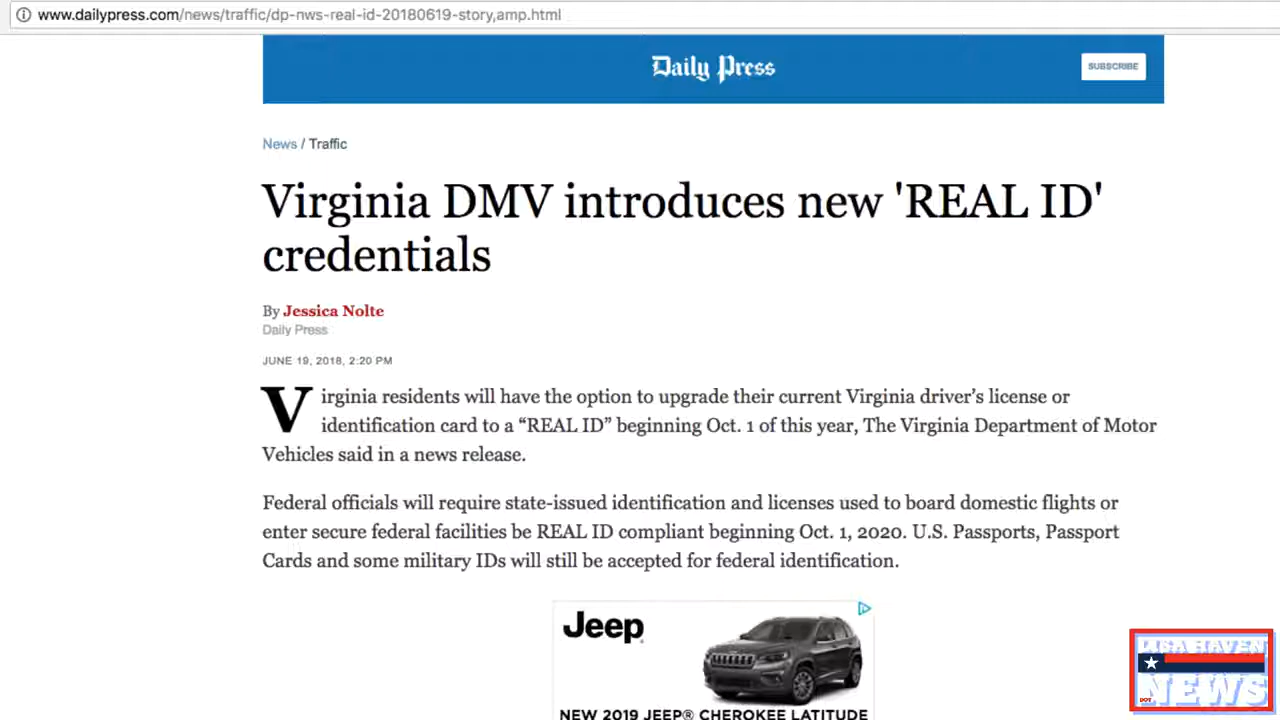 www.dailypress.com/news/traffic/dp-nws-real-id-20180619-story,amp.html
Daily Press
SUBSCRIBE
News / Traffic
Virginia DMV introduces new 'REAL ID'
credentials
By Jessica Nolte
Daily Press
JUNE 19, 2018, 2:20 PM
Virginia residents will have the option to upgrade their current Virginia driver’s license or
identification card to a “REAL ID” beginning Oct. 1 of this year, The Virginia Department of Motor
Vehicles said in a news release.
Federal officials will require state-issued identification and licenses used to board domestic flights or
enter secure federal facilities be REAL ID compliant beginning Oct. 1, 2020. U.S. Passports, Passport
Cards and some military IDs will still be accepted for federal identification.
Jeep
NEW 2019 JEEP® CHEROKEE LATITUDE
LISA HAVEN
DOT
NEWS